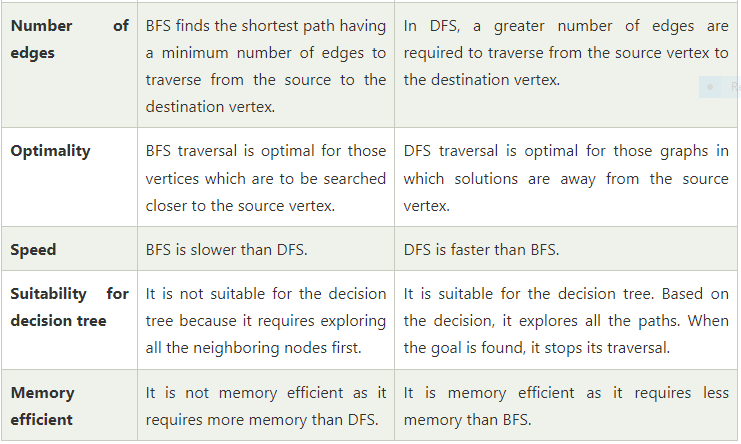 Number of
edges
BFS finds the shortest path having
a minimum number of edges to
traverse from the source to the
destination vertex.
In DFS, a greater number of edges are
required to traverse from the source vertex to
the destination vertex.
Optimality
BFS traversal is optimal for those
vertices which are to be searched
closer to the source vertex.
DFS traversal is optimal for those graphs in
which solutions are away from the source
vertex.
Speed
BFS is slower than DFS.
DFS is faster than BFS.
Suitability for
decision tree
It is not suitable for the decision
tree because it requires exploring
all the neighboring nodes first.
It is suitable for the decision tree. Based on
the decision, it explores all the paths. When
the goal is found, it stops its traversal.
Memory
efficient
It is not memory efficient as it
requires more memory than DFS.
It is memory efficient as it requires less
memory than BFS.